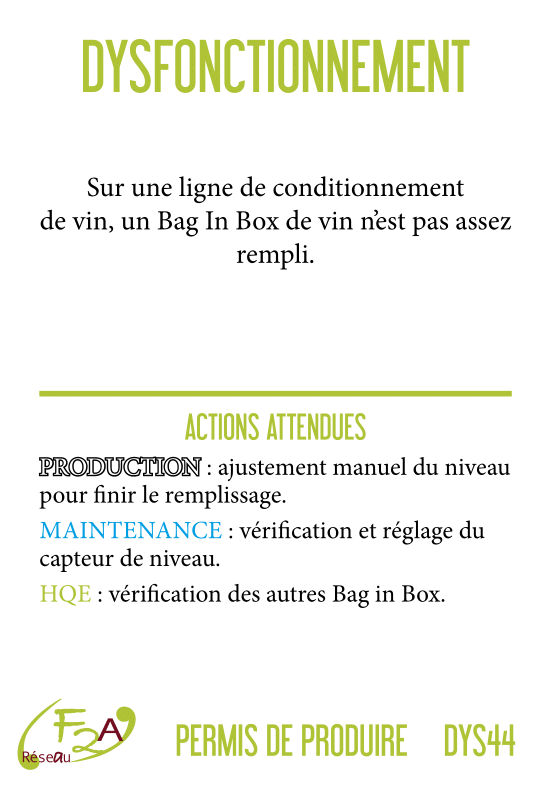 DYSFONCTIONNEMENT
Sur une ligne de conditionnement
de vin, un Bag In Box de vin n’est pas assez
rempli.
ACTIONS ATTENDUES
PRODUCTION : ajustement manuel du niveau
pour finir le remplissage.
MAINTENANCE : vérification et réglage du
capteur de niveau.
HQE : vérification des autres Bag in Box.
F2A
Réseau
PERMIS DE PRODUIRE DYS44